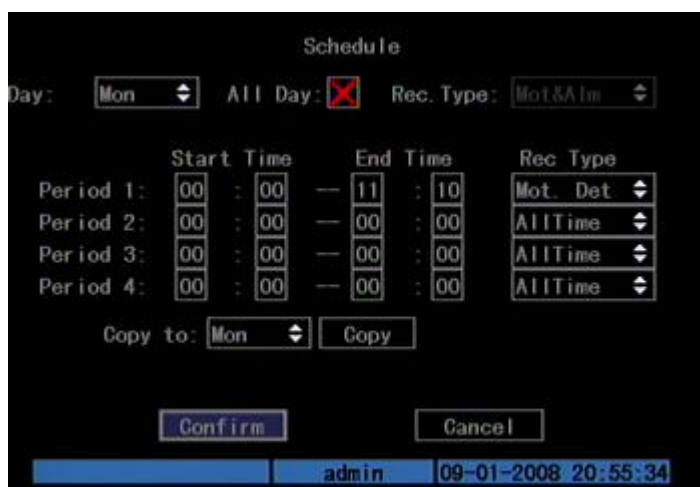 Schedule
Day: Mon All Day: Rec. Type: Mot&Alm
Start Time End Time Rec Type
Period 1: 00 : 00 -- 11 : 10 Mot. Det
Period 2: 00 : 00 -- 00 : 00 AllTime
Period 3: 00 : 00 -- 00 : 00 AllTime
Period 4: 00 : 00 -- 00 : 00 AllTime
Copy to: Mon Copy
Confirm Cancel
admin 09-01-2008 20:55:34